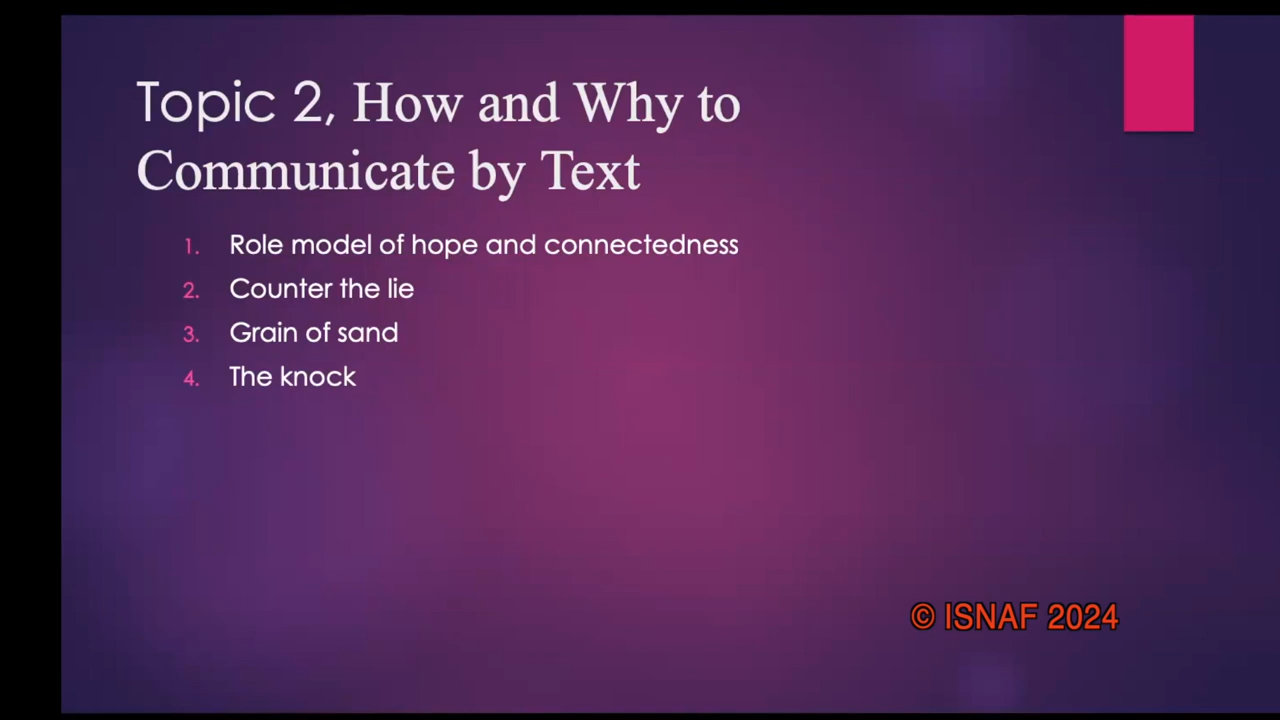 Topic 2, How and Why to
Communicate by Text
1. Role model of hope and connectedness
2. Counter the lie
3. Grain of sand
4. The knock
© ISNAF 2024